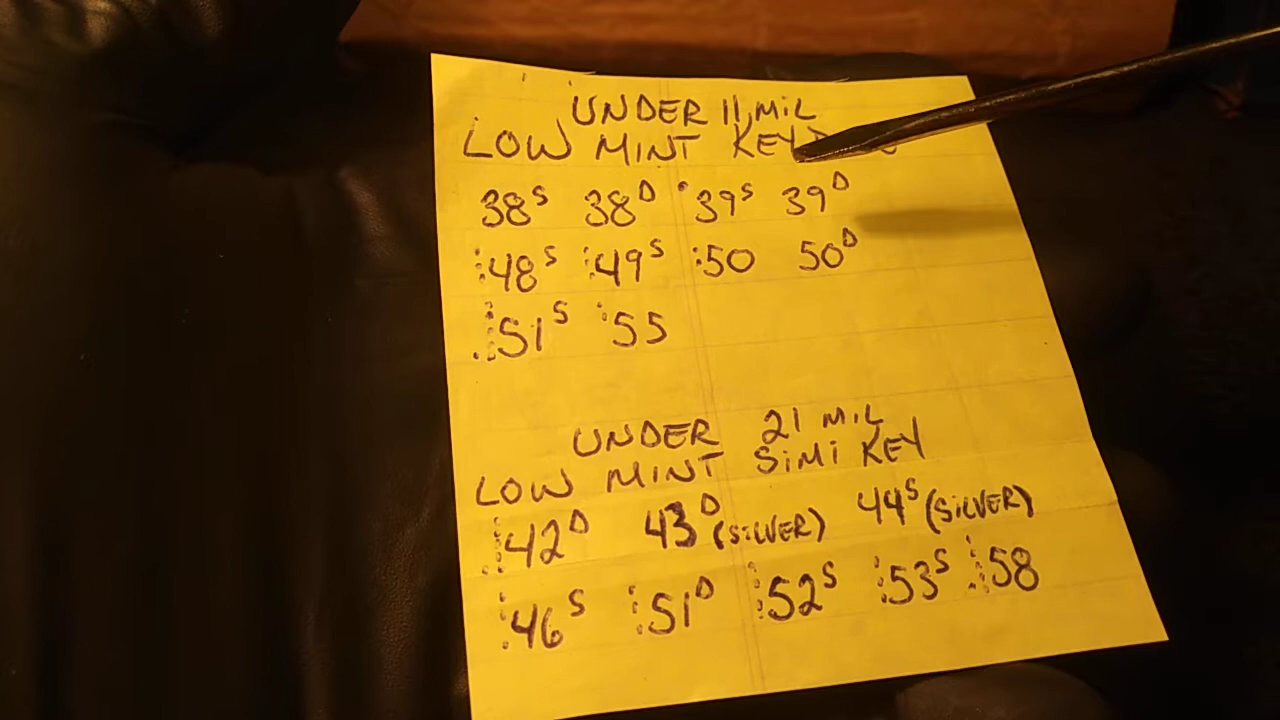 UNDER 11 MIL
LOW MINT KEY
38S 38D 39S 39D
48S 49S 50 50D
51S 55
UNDER 21 MIL
LOW MINT SIMI KEY
42D 43D (SILVER) 44S (SILVER)
46S 51D 52S 53S 58